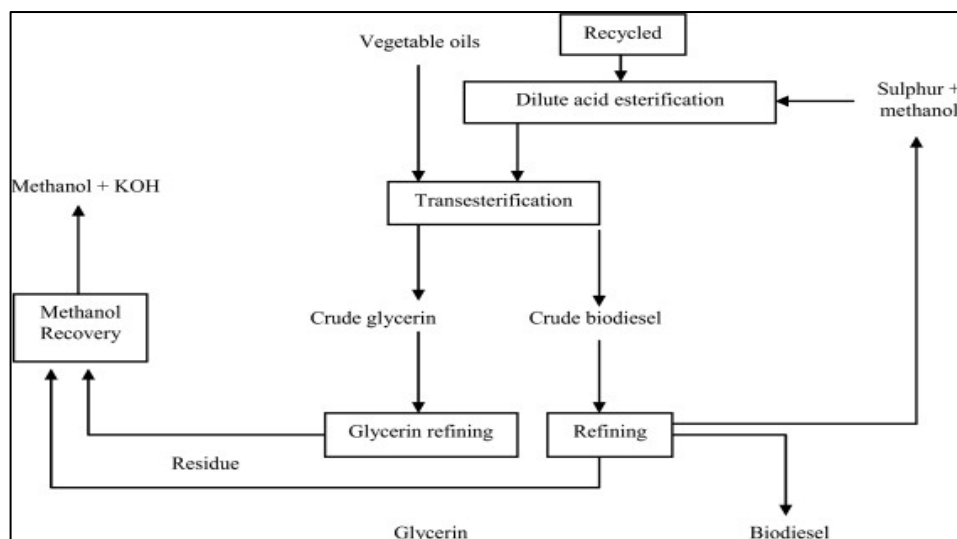 Recycled
Vegetable oils
Dilute acid esterification
Sulphur +
methanol
Methanol + KOH
Transesterification
Methanol
Recovery
Crude glycerin
Crude biodiesel
Glycerin refining
Refining
Residue
Glycerin
Biodiesel